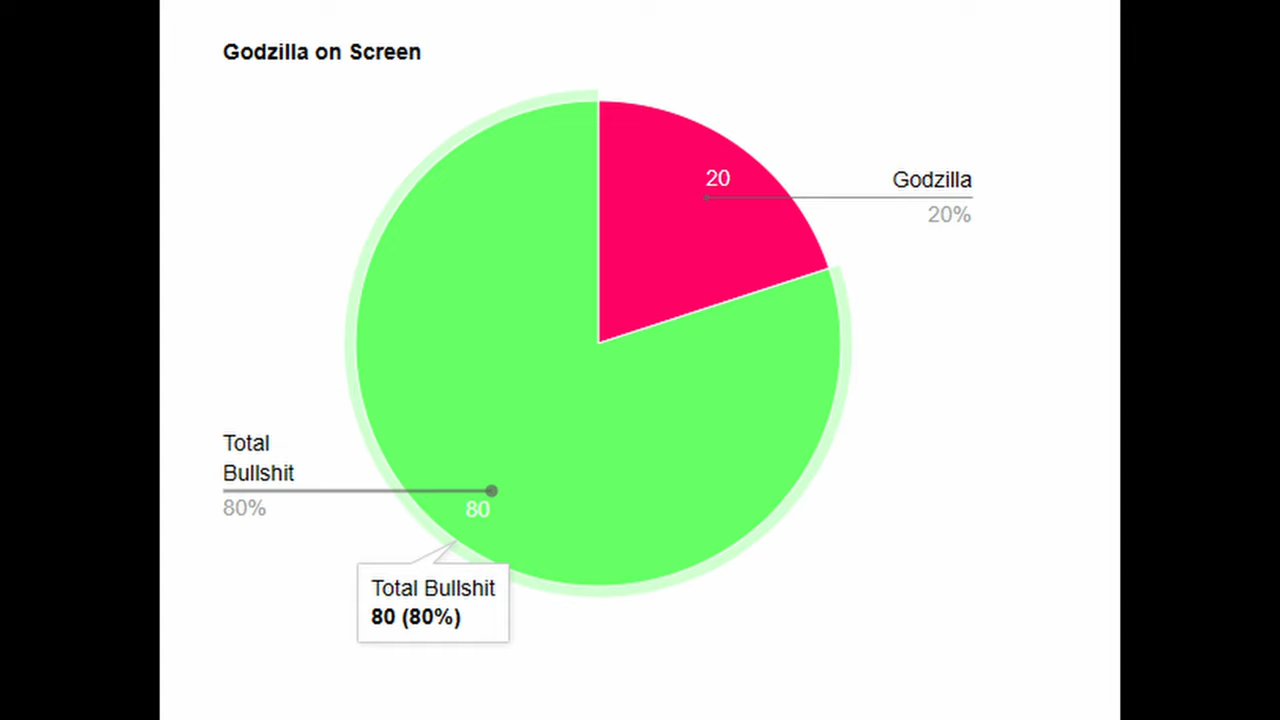 Godzilla on Screen
20
Godzilla
20%
Total
Bullshit
80%
80
Total Bullshit
80 (80%)